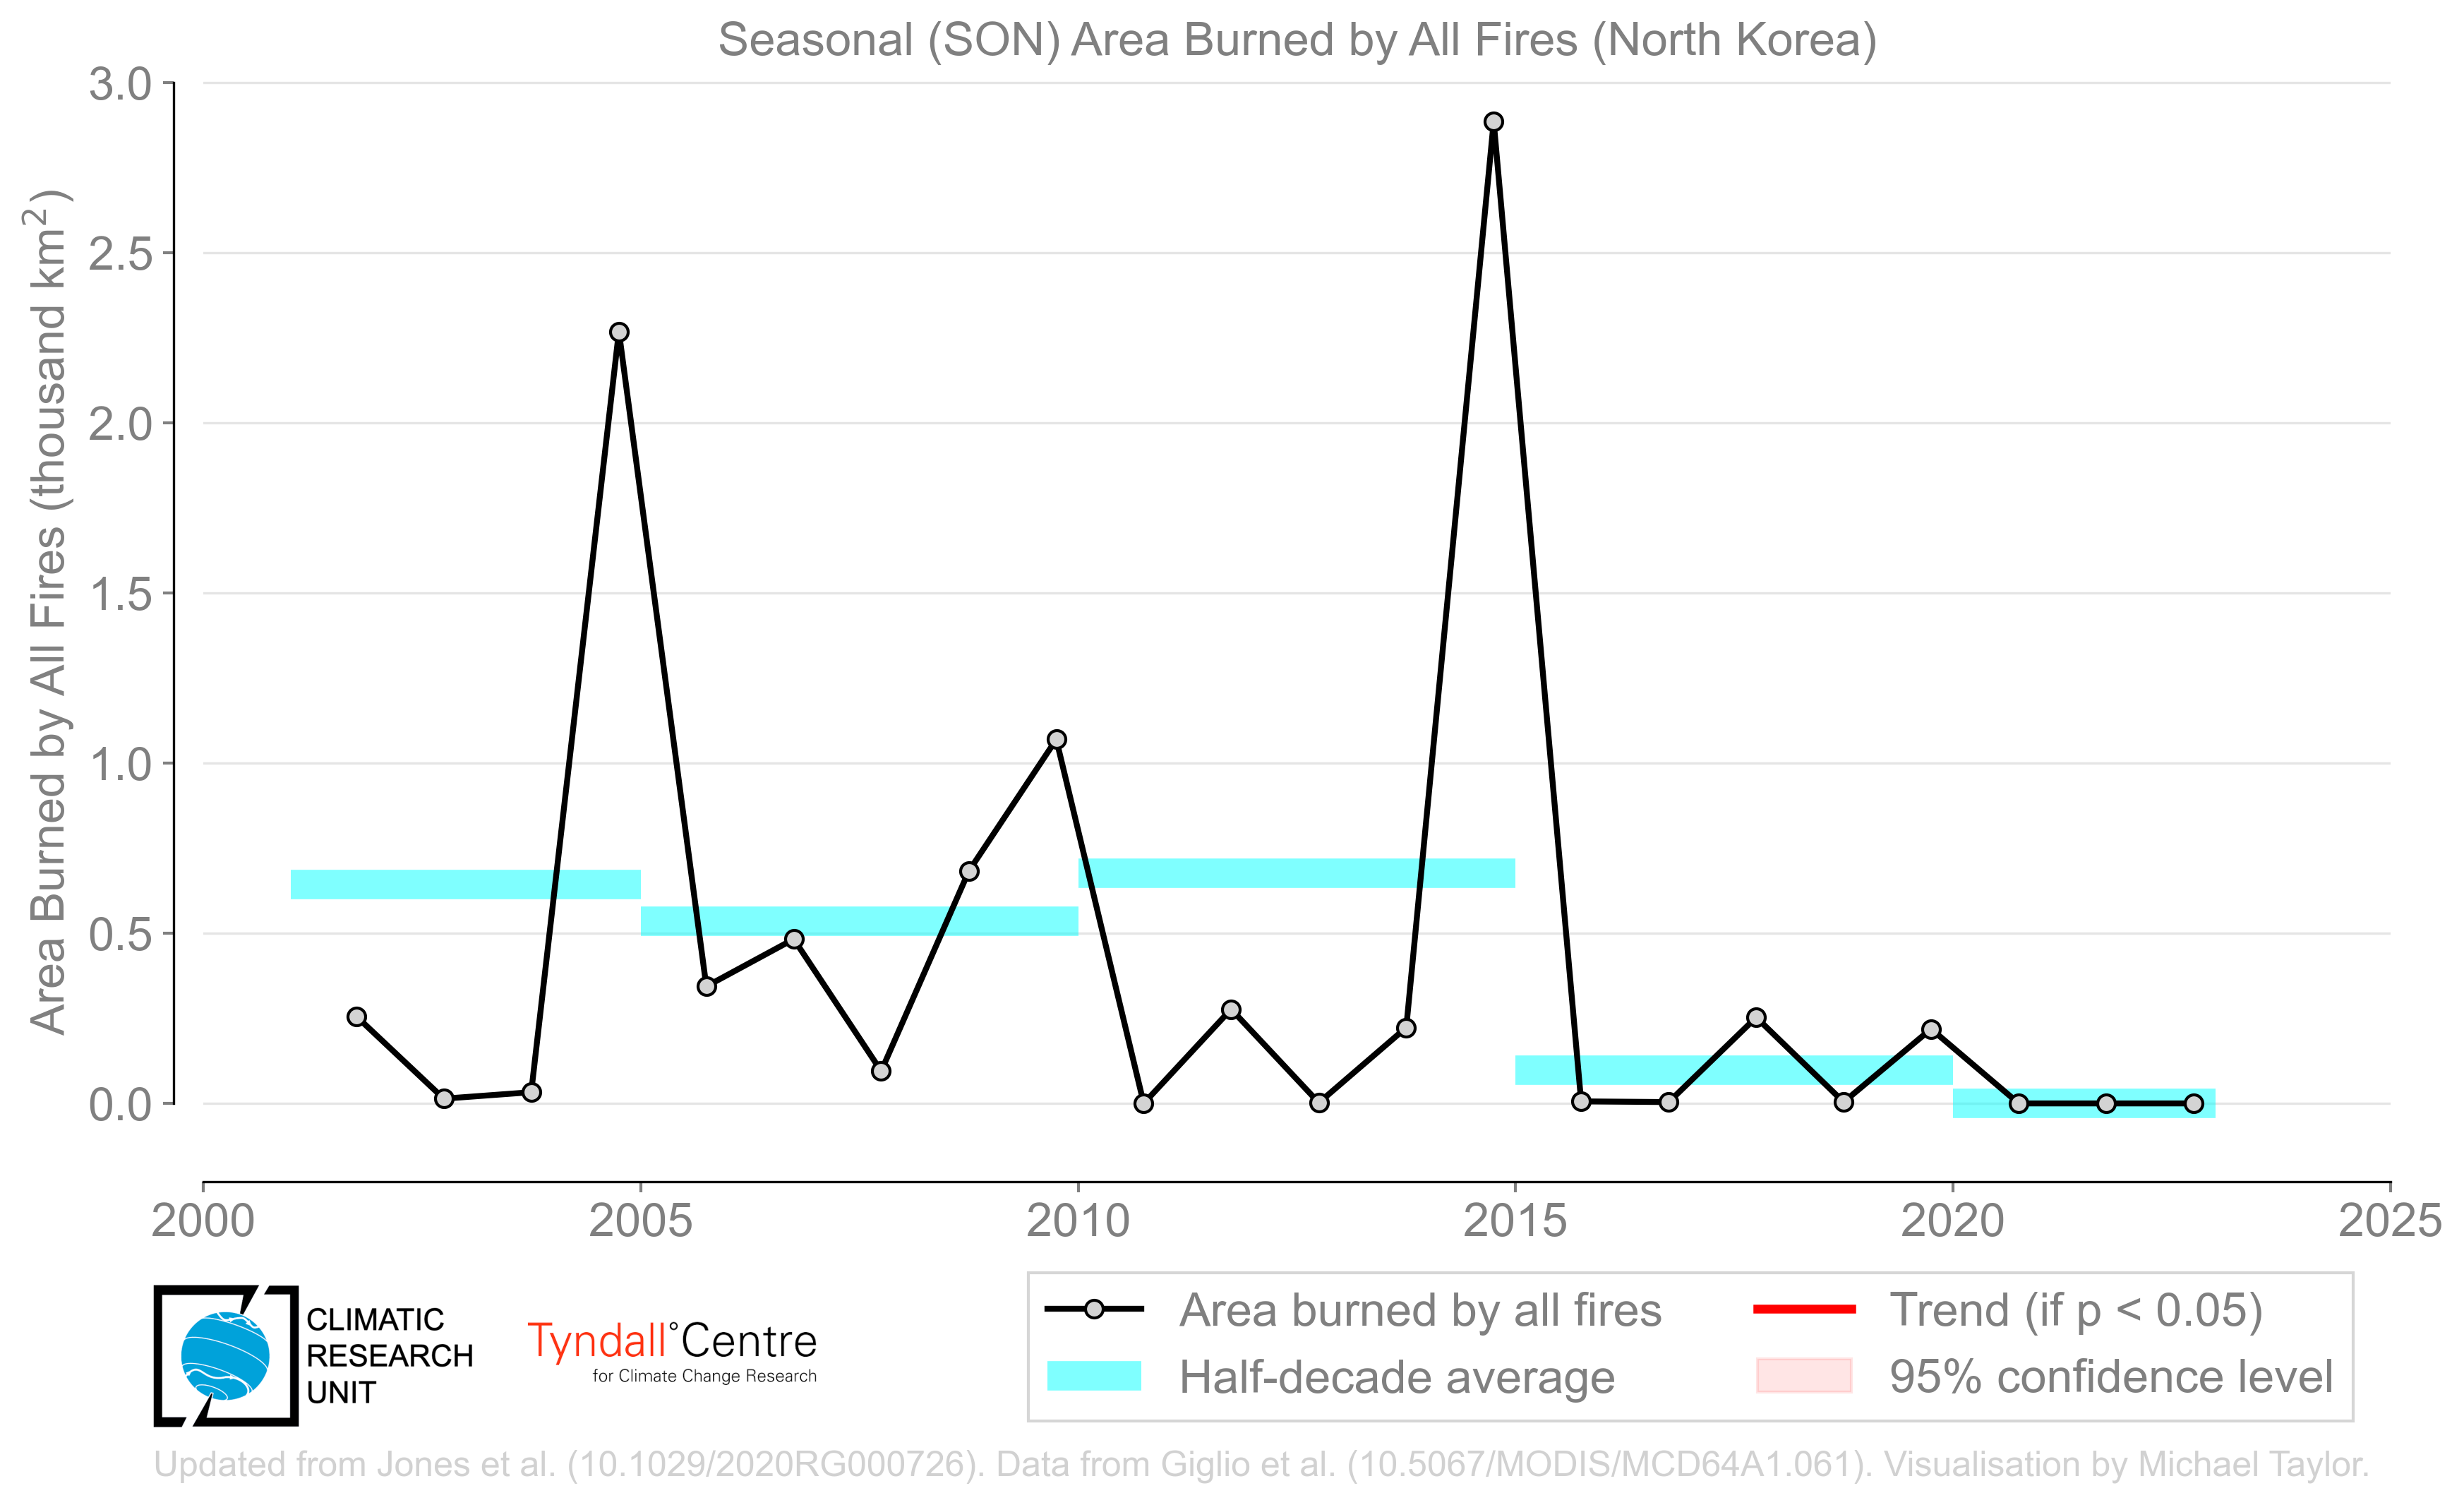 Seasonal (SON) Area Burned by All Fires (North Korea)
Area Burned by All Fires (thousand km²)
3.0
2.5
2.0
1.5
1.0
0.5
0.0
2000 2005 2010 2015 2020 2025
CLIMATIC
RESEARCH
UNIT
Tyndall°Centre
for Climate Change Research
Area burned by all fires
Half-decade average
Trend (if p < 0.05)
95% confidence level
Updated from Jones et al. (10.1029/2020RG000726). Data from Giglio et al. (10.5067/MODIS/MCD64A1.061). Visualisation by Michael Taylor.